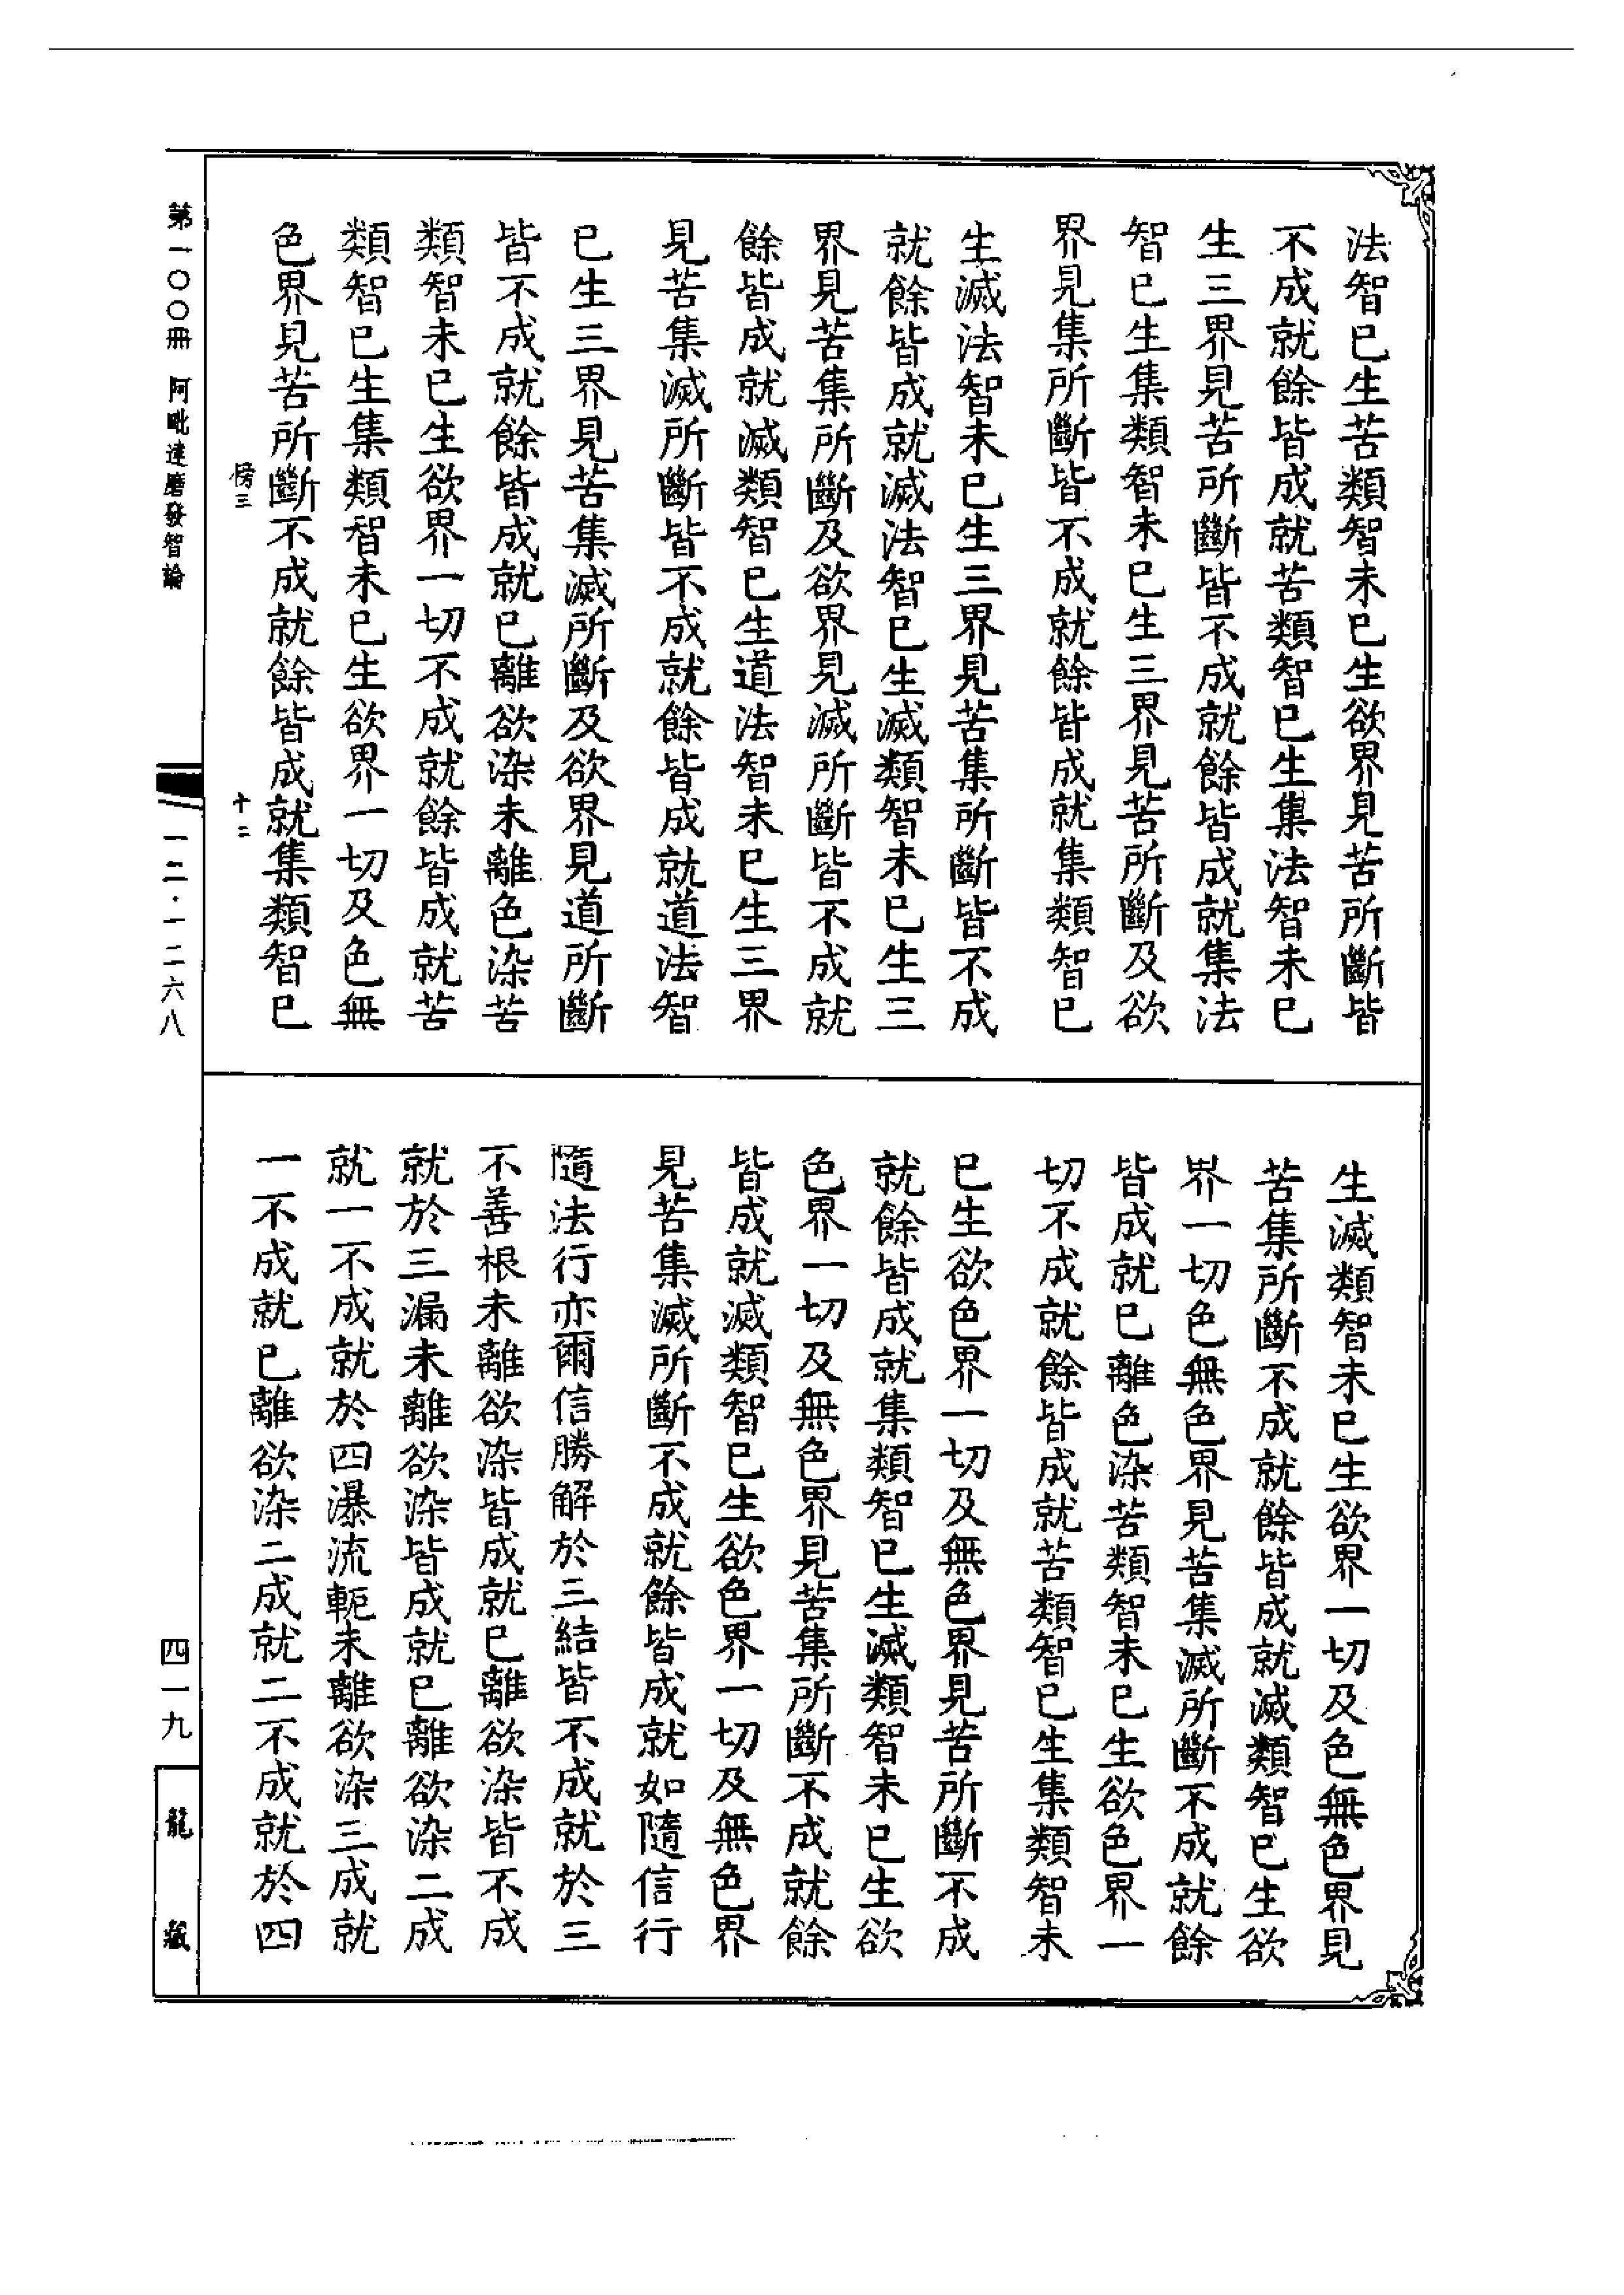 法智已生苦類智未已生欲界見苦所斷皆
不成就餘皆成就苦類智已生集法智未已
生三界見苦所斷皆不成就餘皆成就集法
智已生集類智未已生三界見苦所斷及欲
界見集所斷皆不成就餘皆成就集類智已
生滅法智未已生三界見苦集所斷皆不成
就餘皆成就滅法智已生滅類智未已生三
界見苦集所斷及欲界見滅所斷皆不成就
餘皆成就滅類智已生道法智未已生三界
見苦集滅所斷皆不成就餘皆成就道法智
已生三界見苦集滅所斷及欲界見道所斷
皆不成就餘皆成就已離欲染未離色染苦
類智未已生欲界一切不成就餘皆成就苦
類智已生集類智未已生欲界一切及色無
色界見苦所斷不成就餘皆成就集類智已
生滅類智未已生欲界一切及色無色界見
苦集所斷不成就餘皆成就滅類智已生欲
界一切色無色界見苦集滅所斷不成就餘
皆成就已離色染苦類智未已生欲色界一
切不成就餘皆成就苦類智已生集類智未
已生欲色界一切及無色界見苦所斷不成
就餘皆成就集類智已生滅類智未已生欲
色界一切及無色界見苦集所斷不成就餘
皆成就滅類智已生欲色界一切及無色界
見苦集滅所斷不成就餘皆成就如隨信行
隨法行亦爾信勝解於三結皆不成就於三
不善根未離欲染皆成就已離欲染皆不成
就於三漏未離欲染皆成就已離欲染二成
就一不成就於四瀑流軛未離欲染三成就
一不成就已離欲染二成就二不成就於四
第一〇〇冊 阿毗達磨發智論
一二·一二六八
四一九
龍藏
十二